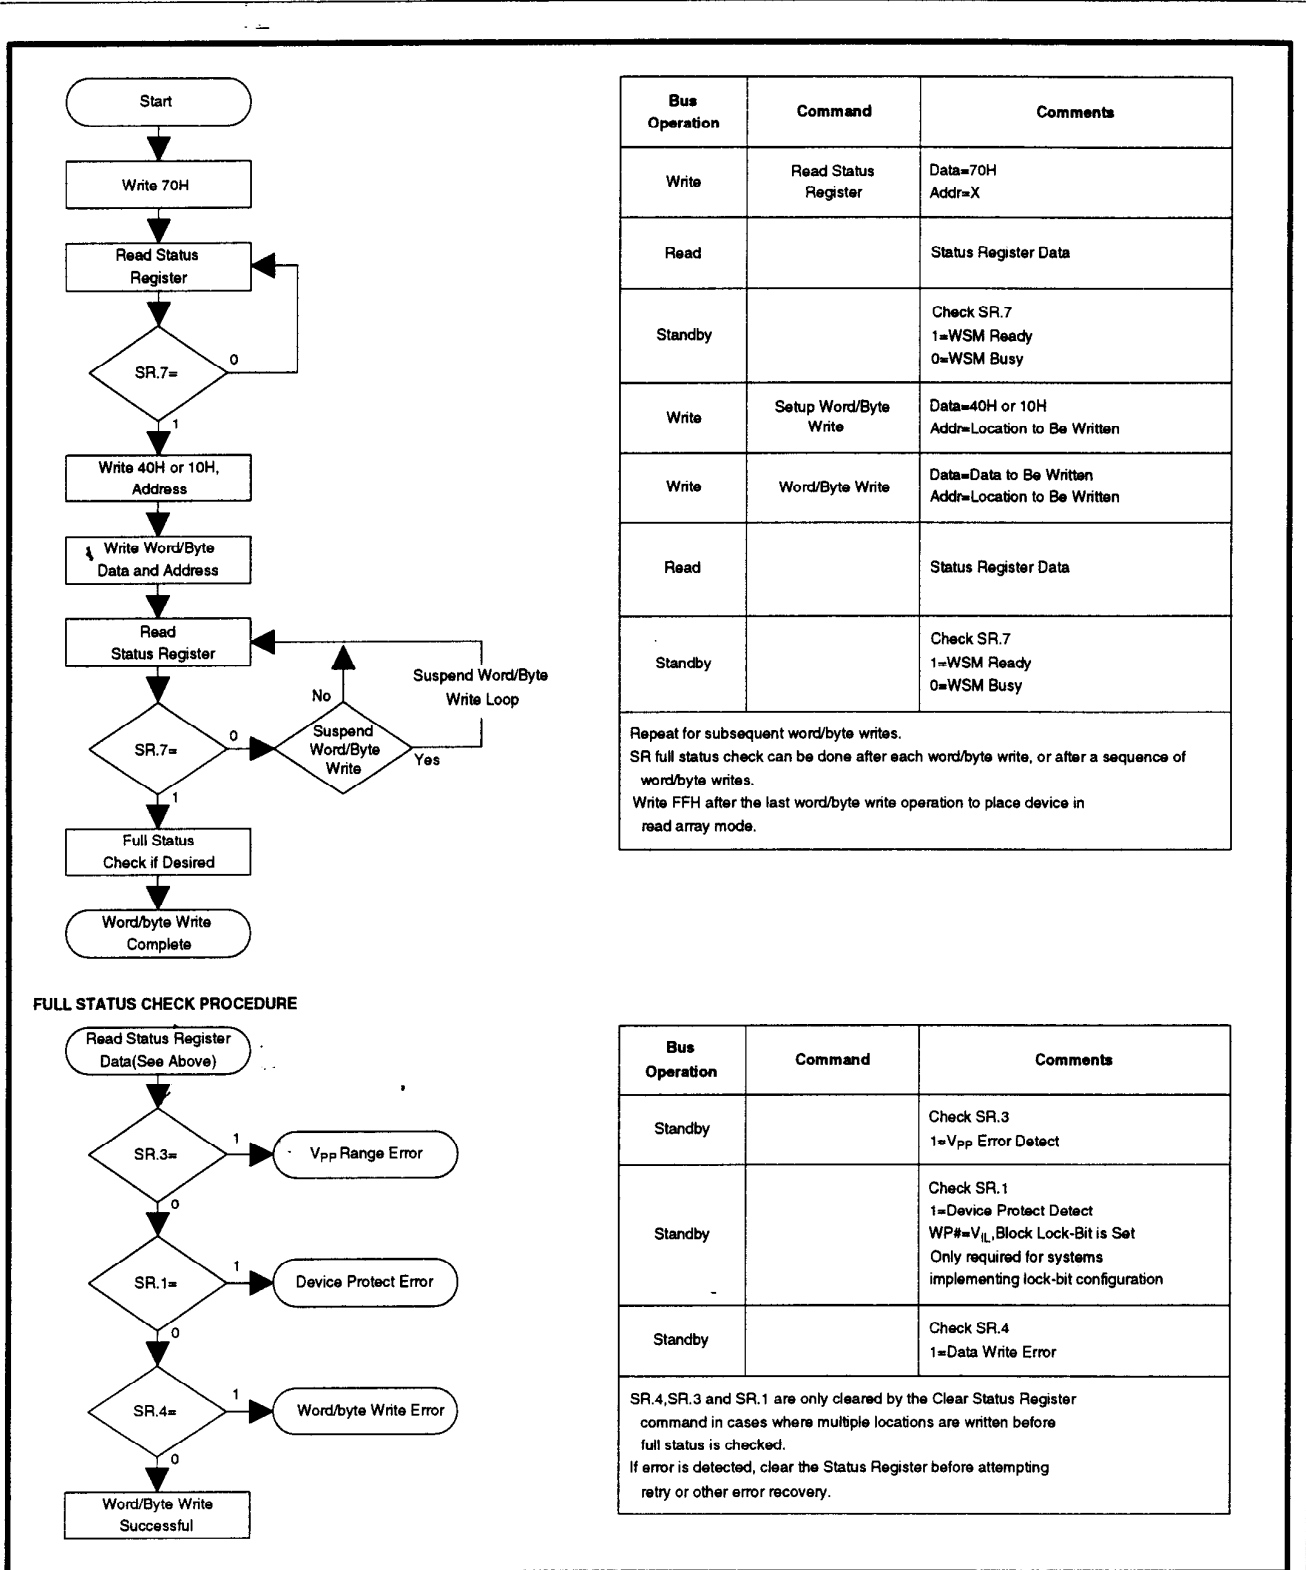 Start
Write 70H
Read Status
Register
SR.7=
0
1
Write 40H or 10H,
Address
Write Word/Byte
Data and Address
Read
Status Register
SR.7=
0
1
No
Suspend
Word/Byte
Write
Yes
Suspend Word/Byte
Write Loop
Full Status
Check if Desired
Word/byte Write
Complete
Bus
Operation
Command
Comments
Write
Read Status
Register
Data=70H
Addr=X
Read
Status Register Data
Standby
Check SR.7
1=WSM Ready
0=WSM Busy
Write
Setup Word/Byte
Write
Data=40H or 10H
Addr=Location to Be Written
Write
Word/Byte Write
Data=Data to Be Written
Addr=Location to Be Written
Read
Status Register Data
Standby
Check SR.7
1=WSM Ready
0=WSM Busy
Repeat for subsequent word/byte writes.
SR full status check can be done after each word/byte write, or after a sequence of
word/byte writes.
Write FFH after the last word/byte write operation to place device in
read array mode.
FULL STATUS CHECK PROCEDURE
Read Status Register
Data(See Above)
SR.3=
1
VPP Range Error
0
SR.1=
1
Device Protect Error
0
SR.4=
1
Word/byte Write Error
0
Word/Byte Write
Successful
Bus
Operation
Command
Comments
Standby
Check SR.3
1=VPP Error Detect
Standby
Check SR.1
1=Device Protect Detect
WP#=VIL,Block Lock-Bit is Set
Only required for systems
implementing lock-bit configuration
Standby
Check SR.4
1=Data Write Error
SR.4,SR.3 and SR.1 are only cleared by the Clear Status Register
command in cases where multiple locations are written before
full status is checked.
If error is detected, clear the Status Register before attempting
retry or other error recovery.